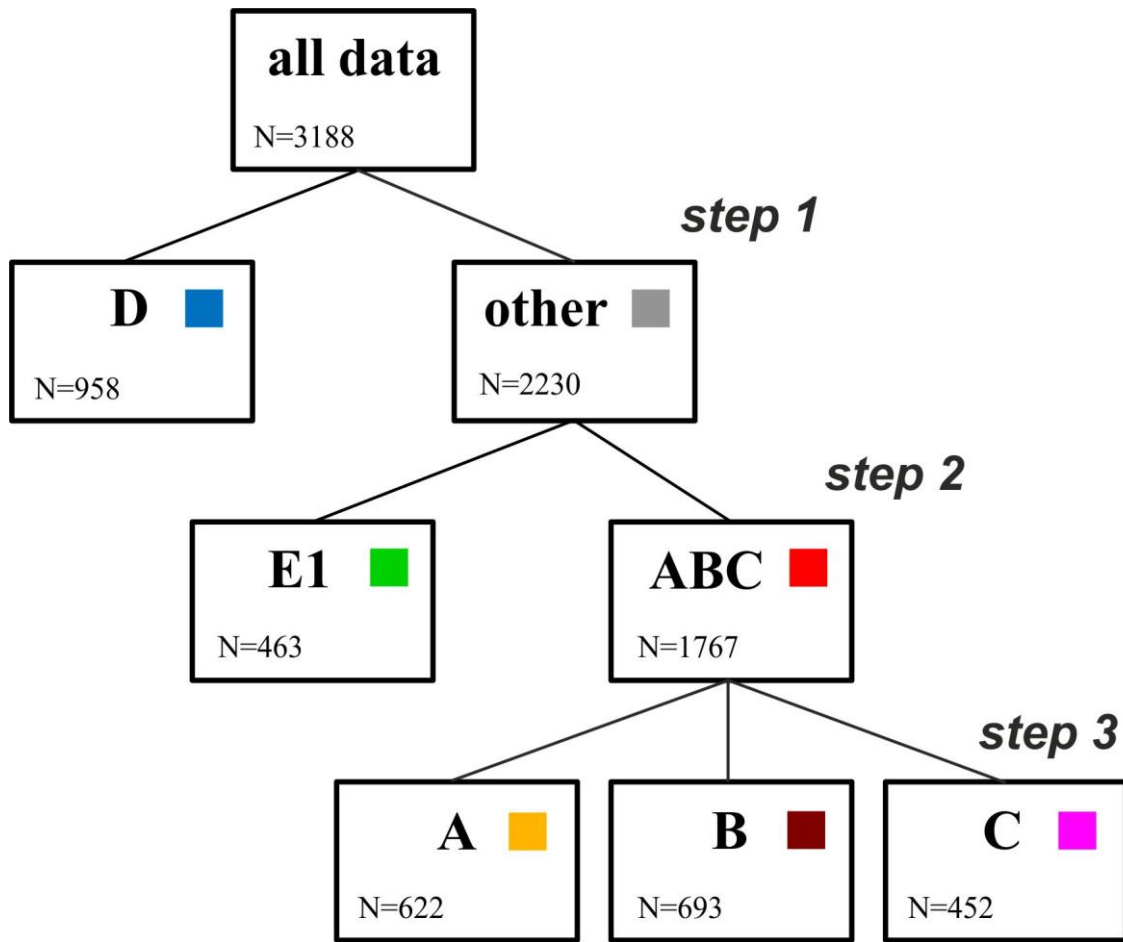 all data
N=3188
step 1
D
N=958
other
N=2230
step 2
E1
N=463
ABC
N=1767
step 3
A
N=622
B
N=693
C
N=452